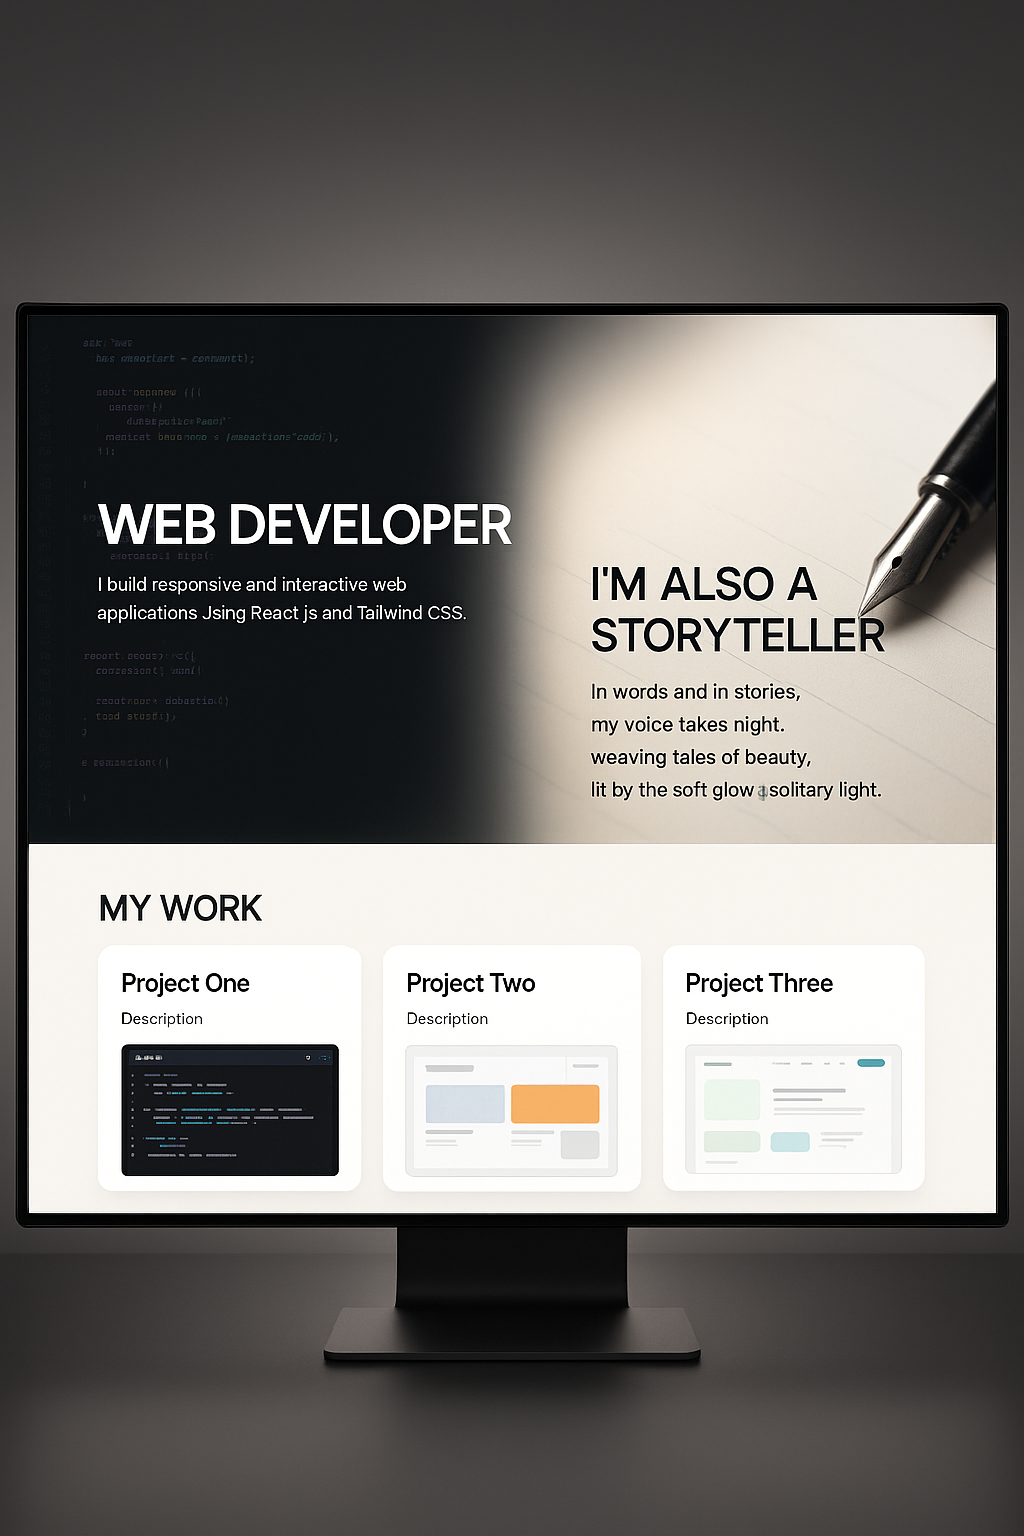 WEB DEVELOPER
I build responsive and interactive web
applications Jsing React js and Tailwind CSS.
I'M ALSO A
STORYTELLER
In words and in stories,
my voice takes night.
weaving tales of beauty,
lit by the soft glow solitary light.
MY WORK
Project One
Description
Project Two
Description
Project Three
Description